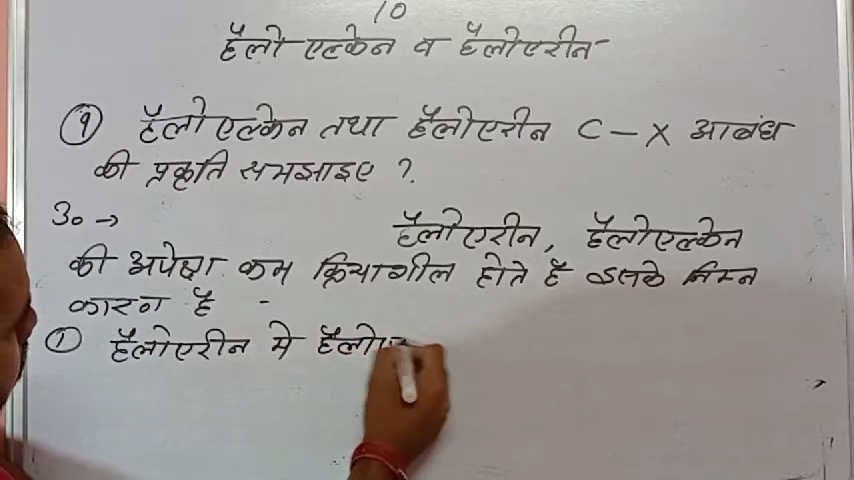 10
हैलोएल्केन व हैलोएरीन
१ हैलोएल्केन तथा हैलोएरीन C – X आबंध
की प्रकृति समझाइए ?
उ० →
हैलोएरीन, हैलोएल्केन
की अपेक्षा कम क्रियाशील होते है इसके निम्न
कारण है -
① हैलोएरीन मे